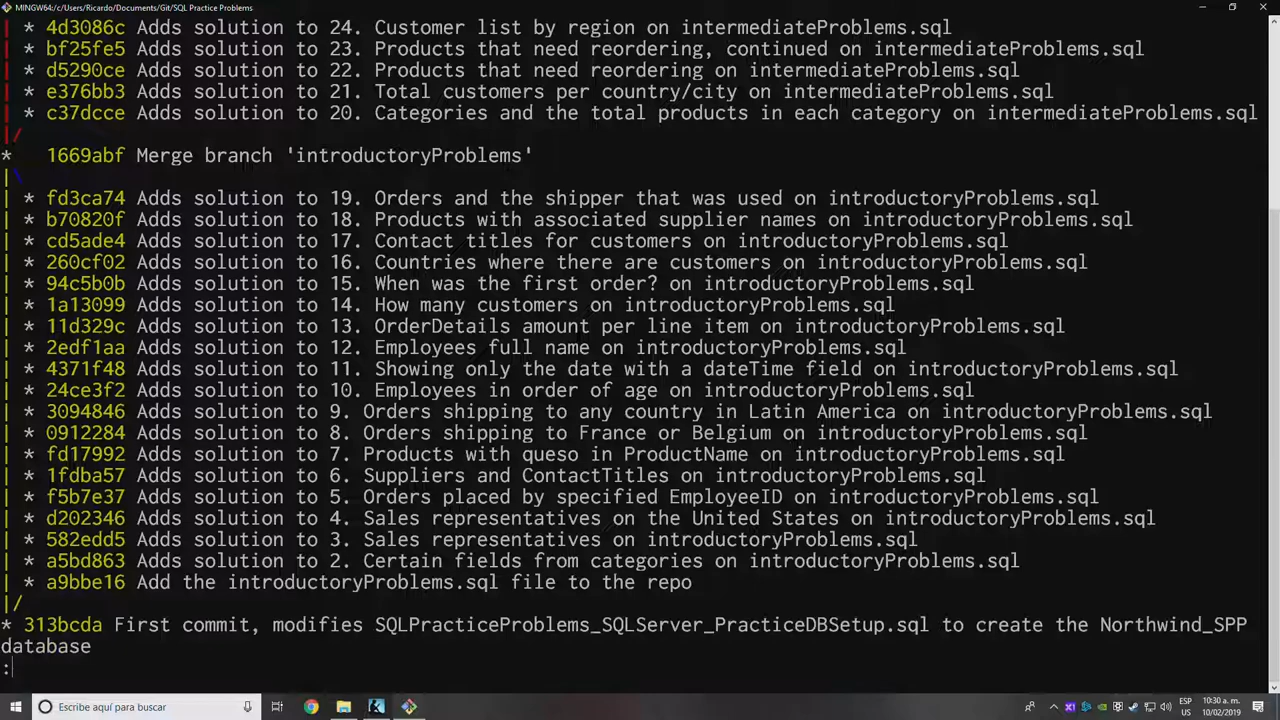 MINGW64:/c/Users/Ricardo/Documents/Git/SQL Practice Problems
| * 4d3086c Adds solution to 24. Customer list by region on intermediateProblems.sql
| * bf25fe5 Adds solution to 23. Products that need reordering, continued on intermediateProblems.sql
| * d5290ce Adds solution to 22. Products that need reordering on intermediateProblems.sql
| * e376bb3 Adds solution to 21. Total customers per country/city on intermediateProblems.sql
| * c37dcce Adds solution to 20. Categories and the total products in each category on intermediateProblems.sql
|/
*   1669abf Merge branch 'introductoryProblems'
|\
| * fd3ca74 Adds solution to 19. Orders and the shipper that was used on introductoryProblems.sql
| * b70820f Adds solution to 18. Products with associated supplier names on introductoryProblems.sql
| * cd5ade4 Adds solution to 17. Contact titles for customers on introductoryProblems.sql
| * 260cf02 Adds solution to 16. Countries where there are customers on introductoryProblems.sql
| * 94c5b0b Adds solution to 15. When was the first order? on introductoryProblems.sql
| * 1a13099 Adds solution to 14. How many customers on introductoryProblems.sql
| * 11d329c Adds solution to 13. OrderDetails amount per line item on introductoryProblems.sql
| * 2edf1aa Adds solution to 12. Employees full name on introductoryProblems.sql
| * 4371f48 Adds solution to 11. Showing only the date with a dateTime field on introductoryProblems.sql
| * 24ce3f2 Adds solution to 10. Employees in order of age on introductoryProblems.sql
| * 3094846 Adds solution to 9. Orders shipping to any country in Latin America on introductoryProblems.sql
| * 0912284 Adds solution to 8. Orders shipping to France or Belgium on introductoryProblems.sql
| * fd17992 Adds solution to 7. Products with queso in ProductName on introductoryProblems.sql
| * 1fdba57 Adds solution to 6. Suppliers and ContactTitles on introductoryProblems.sql
| * f5b7e37 Adds solution to 5. Orders placed by specified EmployeeID on introductoryProblems.sql
| * d202346 Adds solution to 4. Sales representatives on the United States on introductoryProblems.sql
| * 582edd5 Adds solution to 3. Sales representatives on introductoryProblems.sql
| * a5bd863 Adds solution to 2. Certain fields from categories on introductoryProblems.sql
| * a9bbe16 Add the introductoryProblems.sql file to the repo
|/
* 313bcda First commit, modifies SQLPracticeProblems_SQLServer_PracticeDBSetup.sql to create the Northwind_SPP
database
:
Escribe aquí para buscar
ESP
US
10:30 a. m.
10/02/2019